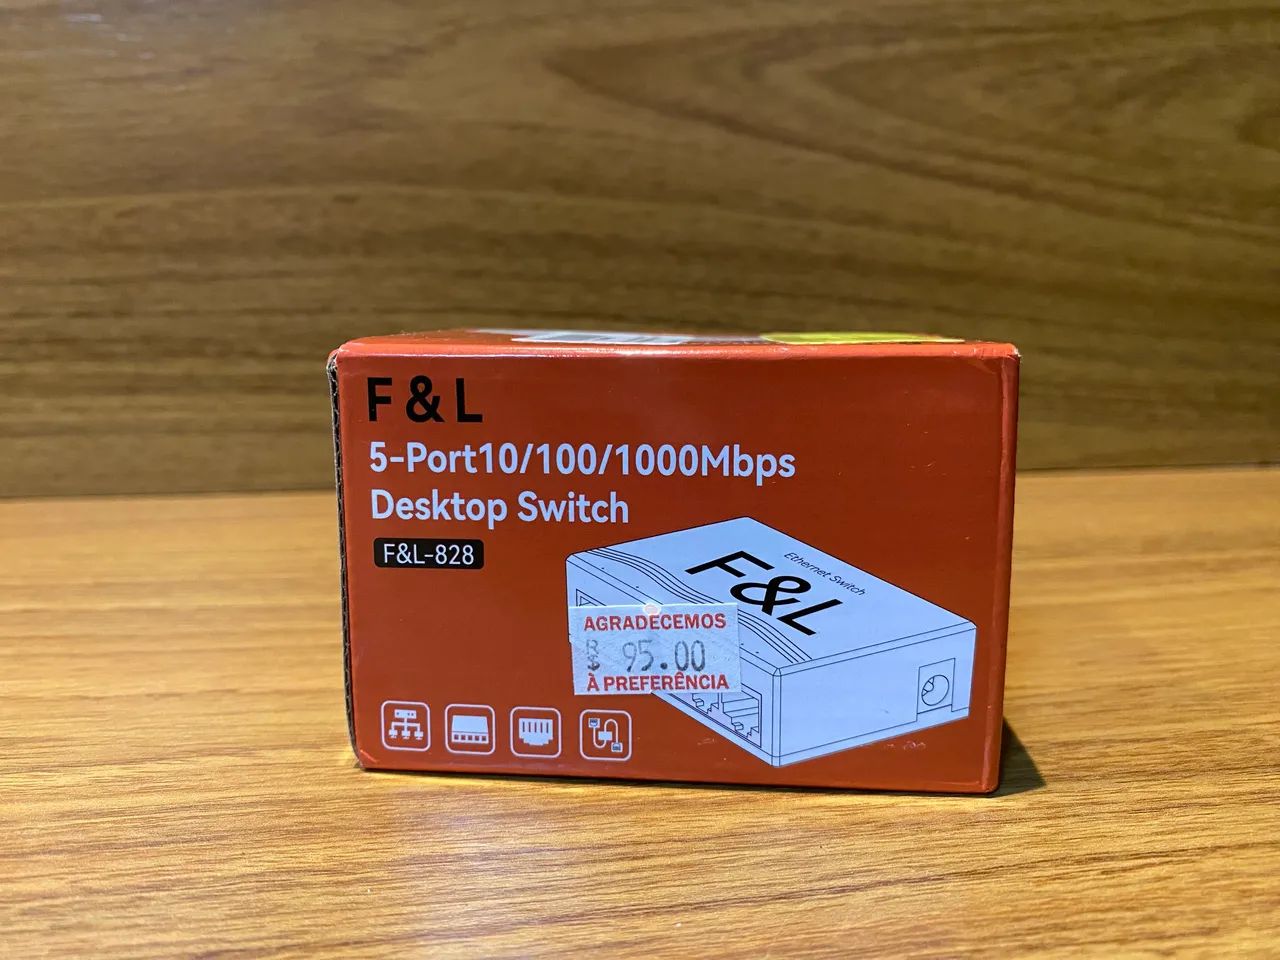 F&L
5-Port10/100/1000Mbps
Desktop Switch
F&L-828
Ethernet Switch
F&L
AGRADECEMOS
R$ 95.00
À PREFERÊNCIA